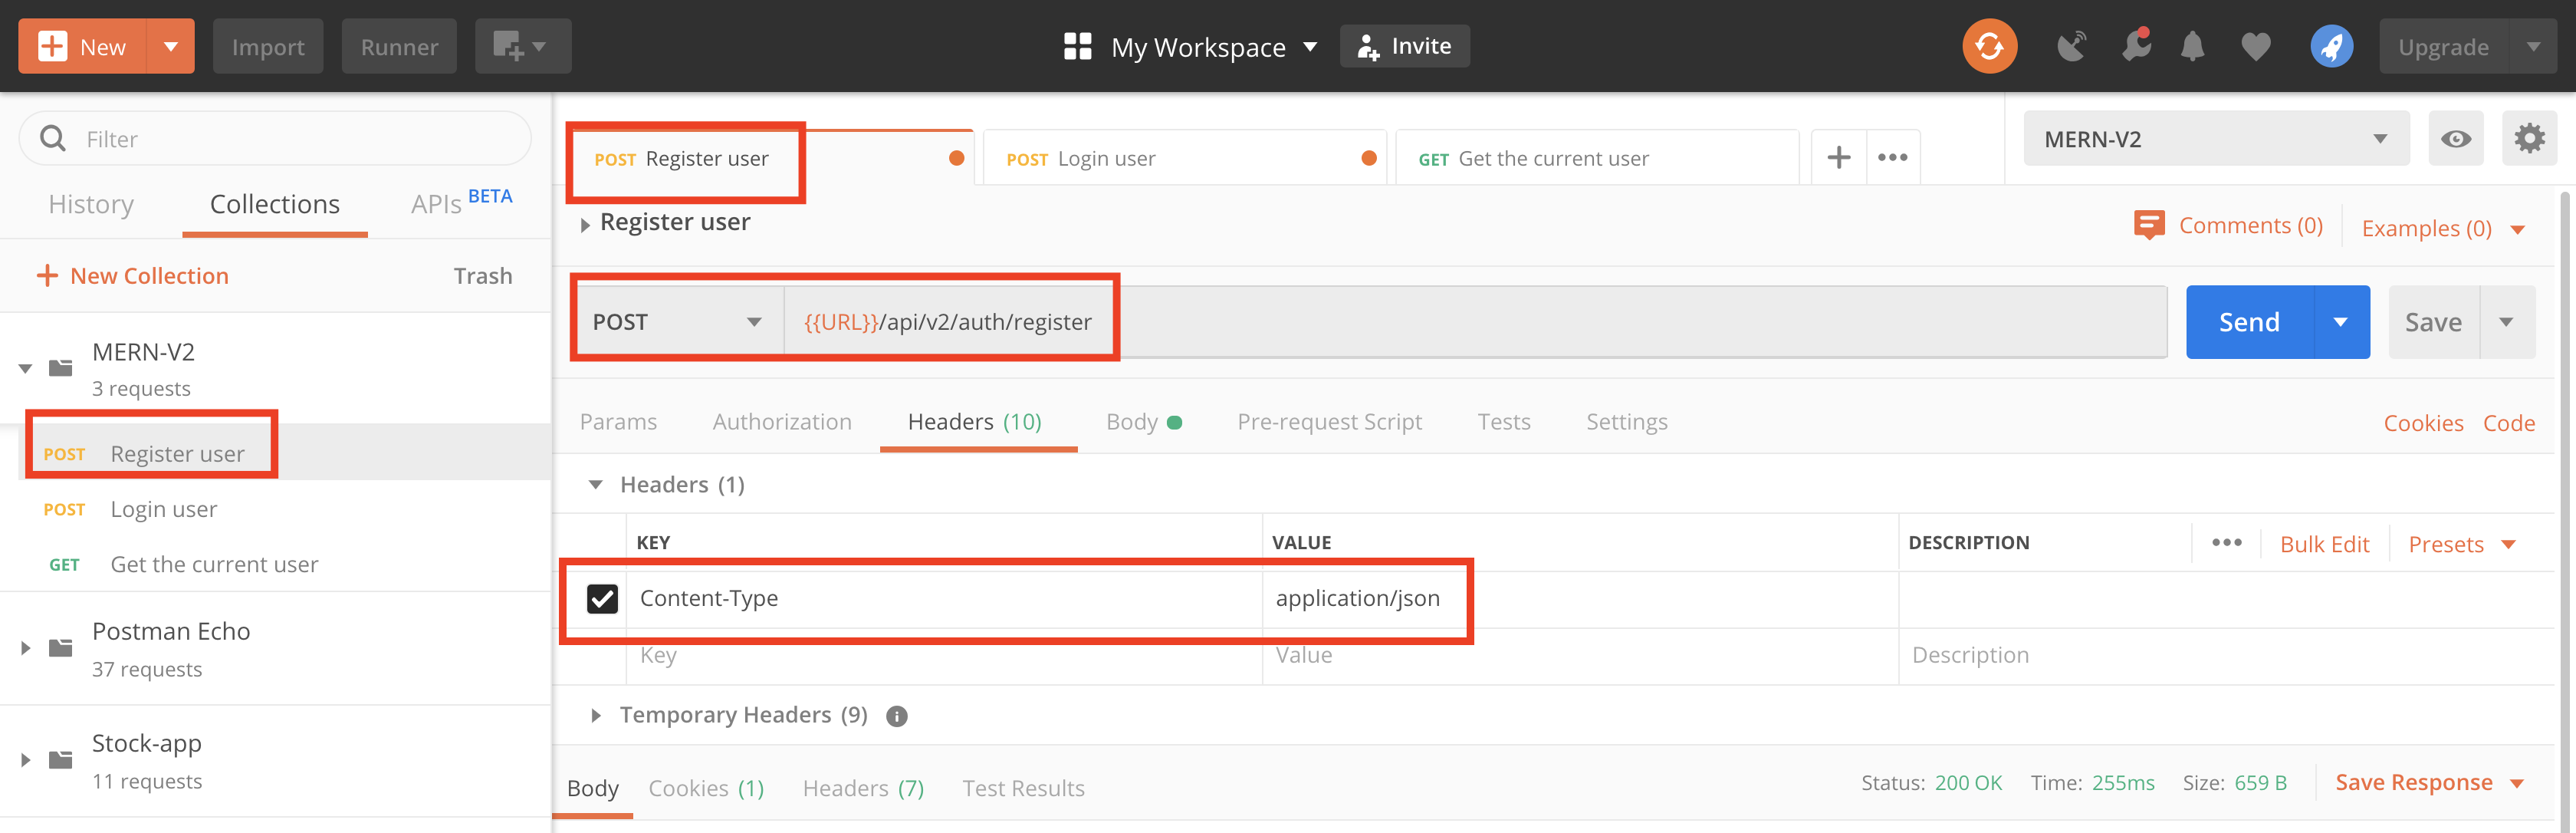 New
Import
Runner
My Workspace
Invite
Upgrade
Filter
History
Collections
APIs BETA
New Collection
Trash
MERN-V2
3 requests
POST Register user
POST Login user
GET Get the current user
Postman Echo
37 requests
Stock-app
11 requests
POST Register user
POST Login user
GET Get the current user
MERN-V2
Register user
Comments (0)
Examples (0)
POST
{{URL}}/api/v2/auth/register
Send
Save
Params
Authorization
Headers (10)
Body
Pre-request Script
Tests
Settings
Cookies
Code
Headers (1)
KEY
VALUE
DESCRIPTION
Bulk Edit
Presets
Content-Type
application/json
Key
Value
Description
Temporary Headers (9)
Body
Cookies (1)
Headers (7)
Test Results
Status: 200 OK
Time: 255ms
Size: 659 B
Save Response